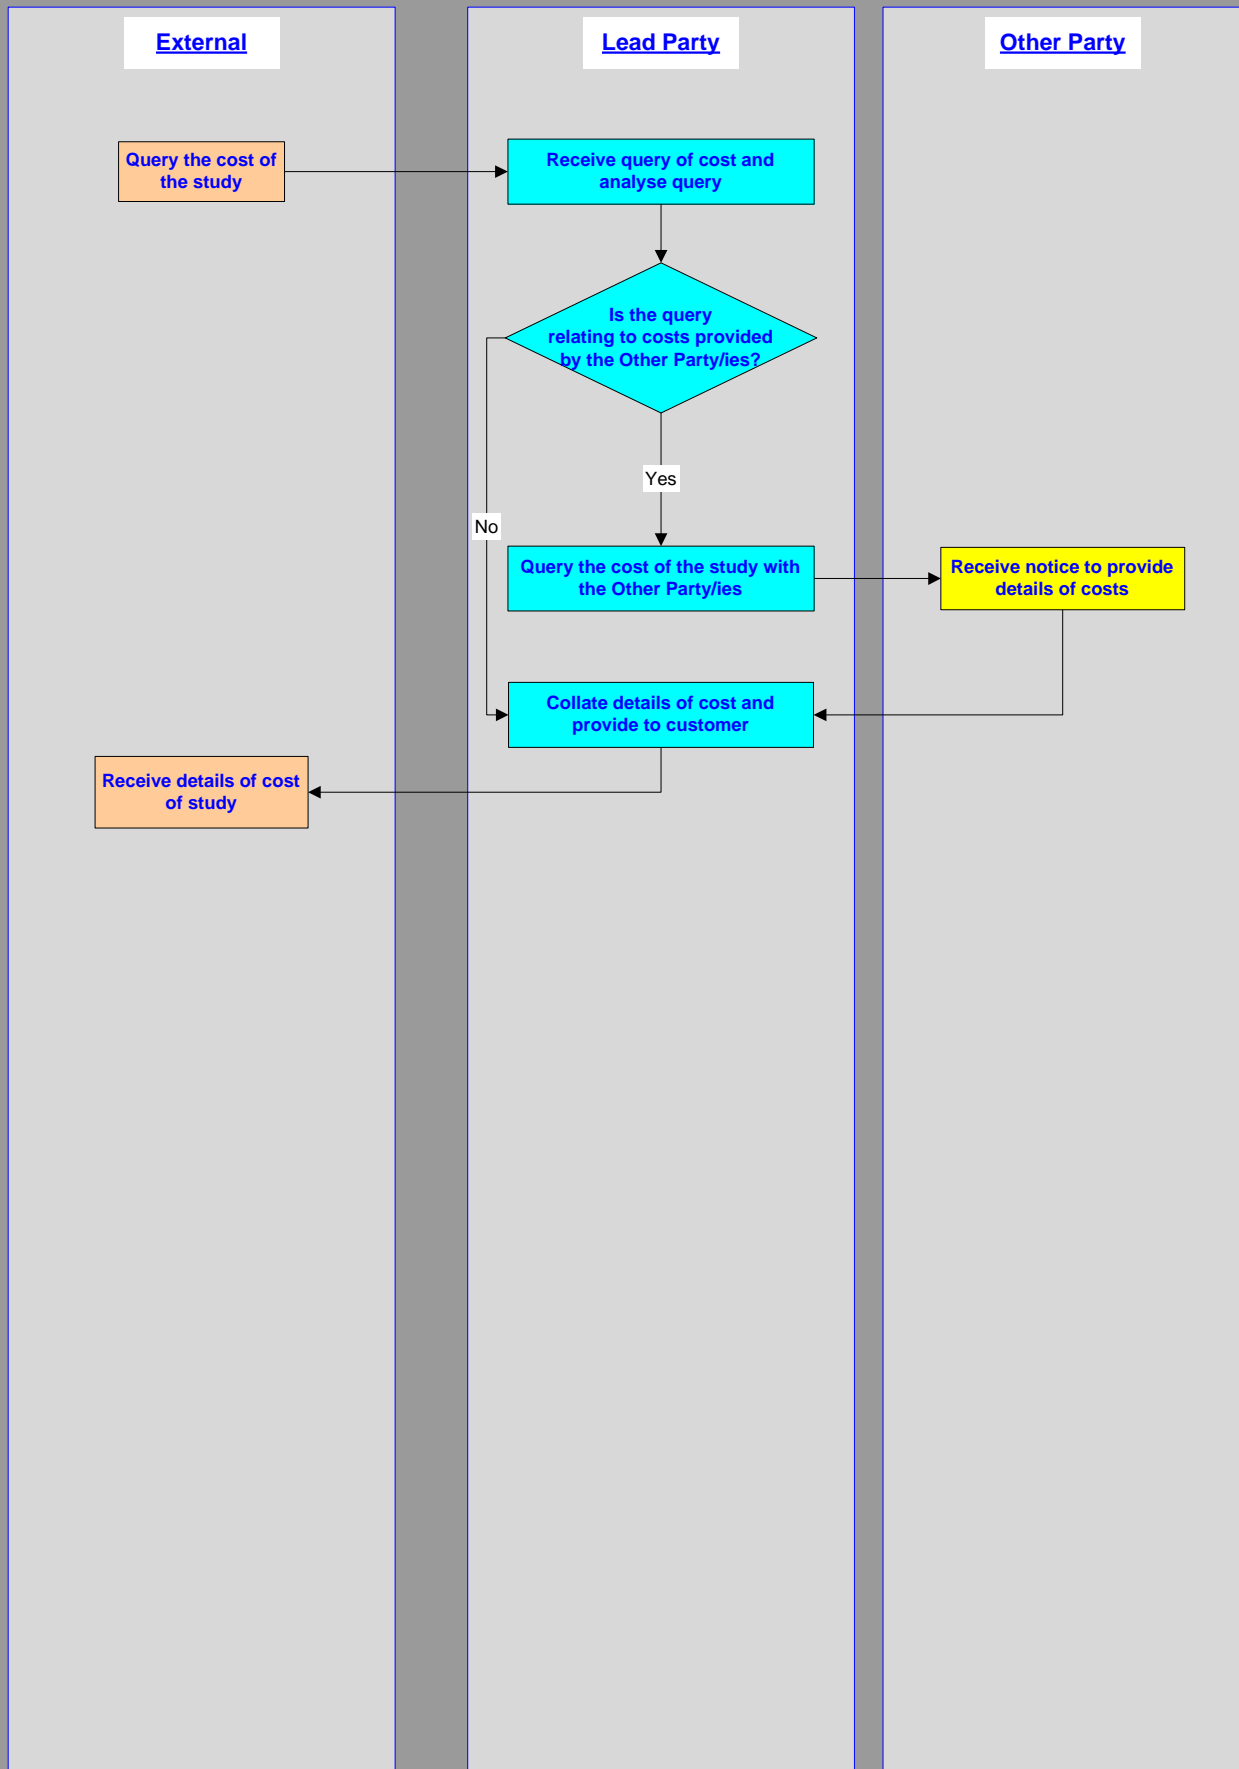 External
Lead Party
Other Party
Query the cost of
the study
Receive query of cost and
analyse query
Is the query
relating to costs provided
by the Other Party/ies?
Yes
No
Query the cost of the study with
the Other Party/ies
Receive notice to provide
details of costs
Collate details of cost and
provide to customer
Receive details of cost
of study